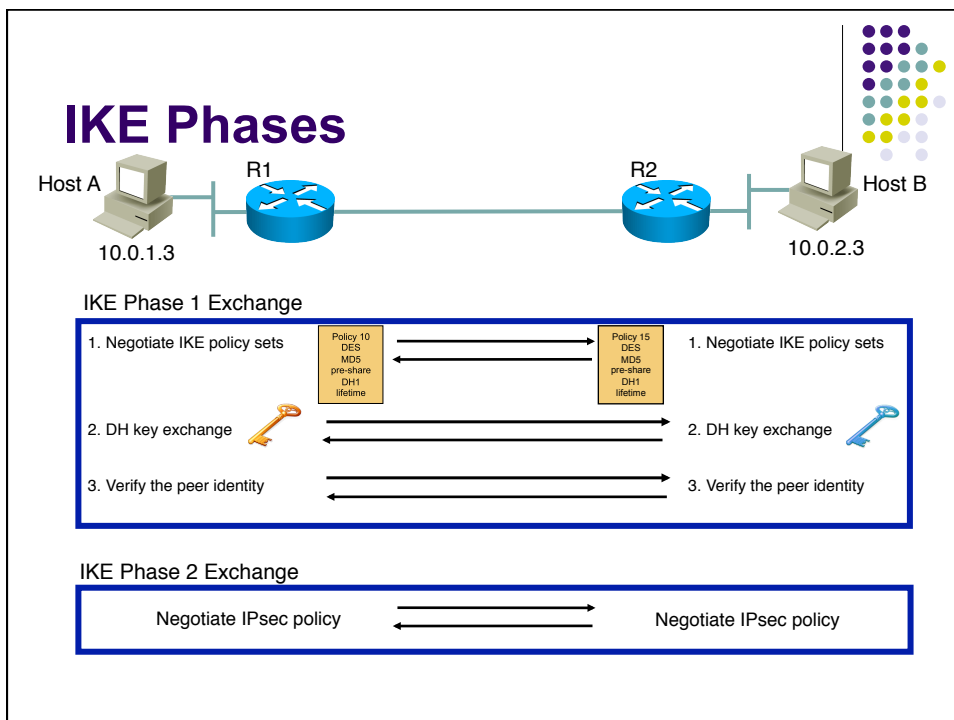 IKE Phases
Host A
R1
R2
Host B
10.0.1.3
10.0.2.3
IKE Phase 1 Exchange
1. Negotiate IKE policy sets
Policy 10
DES
MD5
pre-share
DH1
lifetime
Policy 15
DES
MD5
pre-share
DH1
lifetime
1. Negotiate IKE policy sets
2. DH key exchange
2. DH key exchange
3. Verify the peer identity
3. Verify the peer identity
IKE Phase 2 Exchange
Negotiate IPsec policy
Negotiate IPsec policy